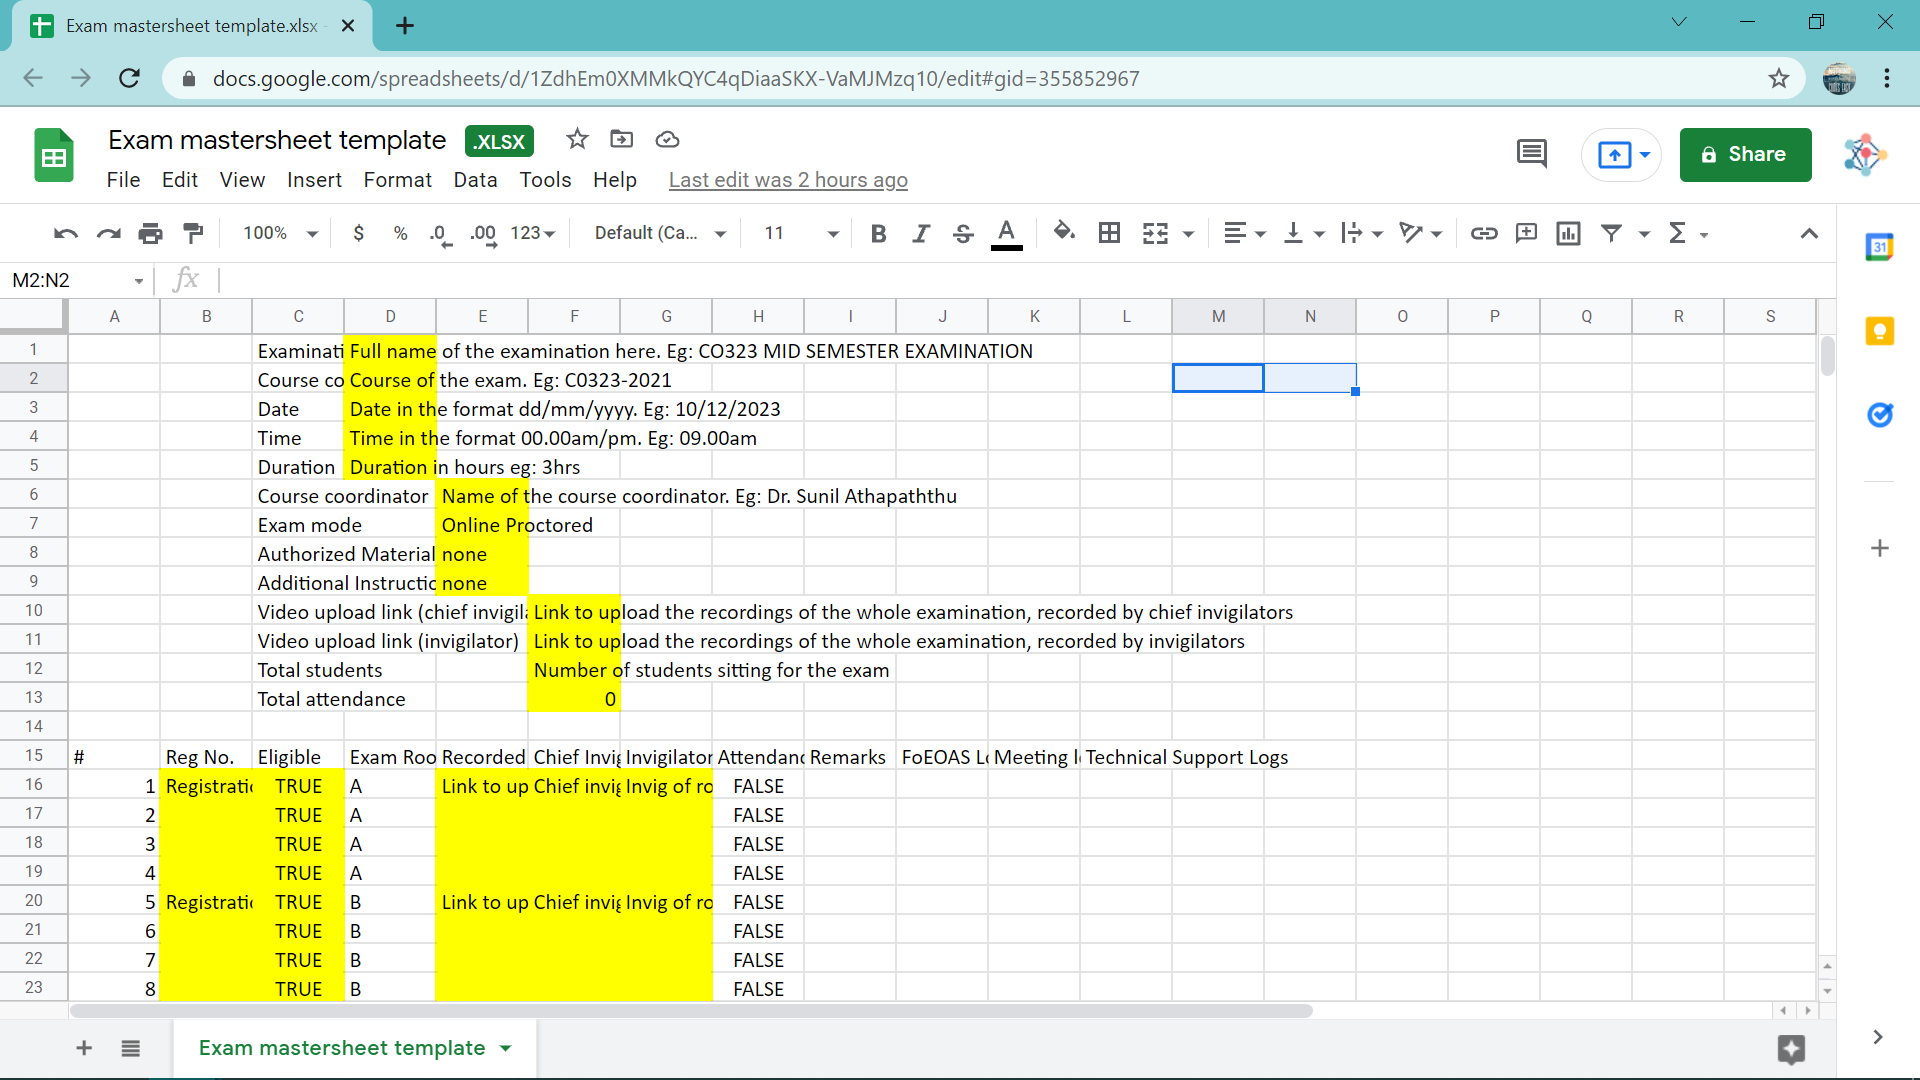 Exam mastersheet template.xlsx
docs.google.com/spreadsheets/d/1ZdhEm0XMMkQYC4qDiaaSKX-VaMJMzq10/edit#gid=355852967
Exam mastersheet template .XLSX
Share
File Edit View Insert Format Data Tools Help Last edit was 2 hours ago
100% $ % .0 .00 123 Default (Ca... 11 B I S A
31
M2:N2 fx
A B C D E F G H I J K L M N O P Q R S
1 Examinati Full name of the examination here. Eg: CO323 MID SEMESTER EXAMINATION
2 Course co Course of the exam. Eg: C0323-2021
3 Date Date in the format dd/mm/yyyy. Eg: 10/12/2023
4 Time Time in the format 00.00am/pm. Eg: 09.00am
5 Duration Duration in hours eg: 3hrs
6 Course coordinator Name of the course coordinator. Eg: Dr. Sunil Athapaththu
7 Exam mode Online Proctored
8 Authorized Material none
9 Additional Instructio none
10 Video upload link (chief invigila Link to upload the recordings of the whole examination, recorded by chief invigilators
11 Video upload link (invigilator) Link to upload the recordings of the whole examination, recorded by invigilators
12 Total students Number of students sitting for the exam
13 Total attendance 0
14
15 # Reg No. Eligible Exam Roo Recorded Chief Invig Invigilator Attendanc Remarks FoEOAS Lo Meeting l Technical Support Logs
16 1 Registratio TRUE A Link to up Chief invig Invig of ro FALSE
17 2 TRUE A FALSE
18 3 TRUE A FALSE
19 4 TRUE A FALSE
20 5 Registratio TRUE B Link to up Chief invig Invig of ro FALSE
21 6 TRUE B FALSE
22 7 TRUE B FALSE
23 8 TRUE B FALSE
Exam mastersheet template